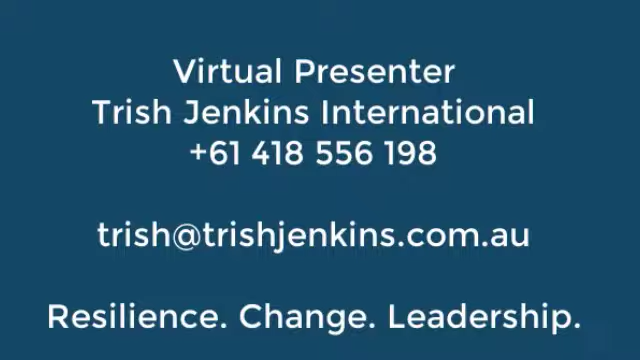 Virtual Presenter
Trish Jenkins International
+61 418 556 198
trish@trishjenkins.com.au
Resilience. Change. Leadership.